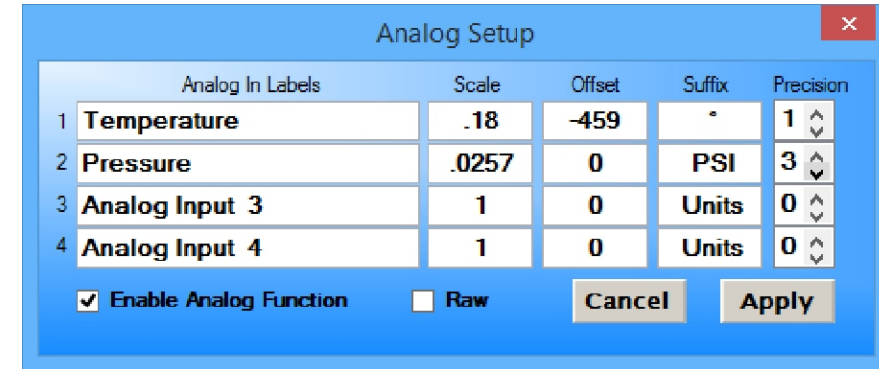 Analog Setup
Analog In Labels Scale Offset Suffix Precision
1 Temperature .18 -459 ° 1
2 Pressure .0257 0 PSI 3
3 Analog Input 3 1 0 Units 0
4 Analog Input 4 1 0 Units 0
Enable Analog Function Raw Cancel Apply